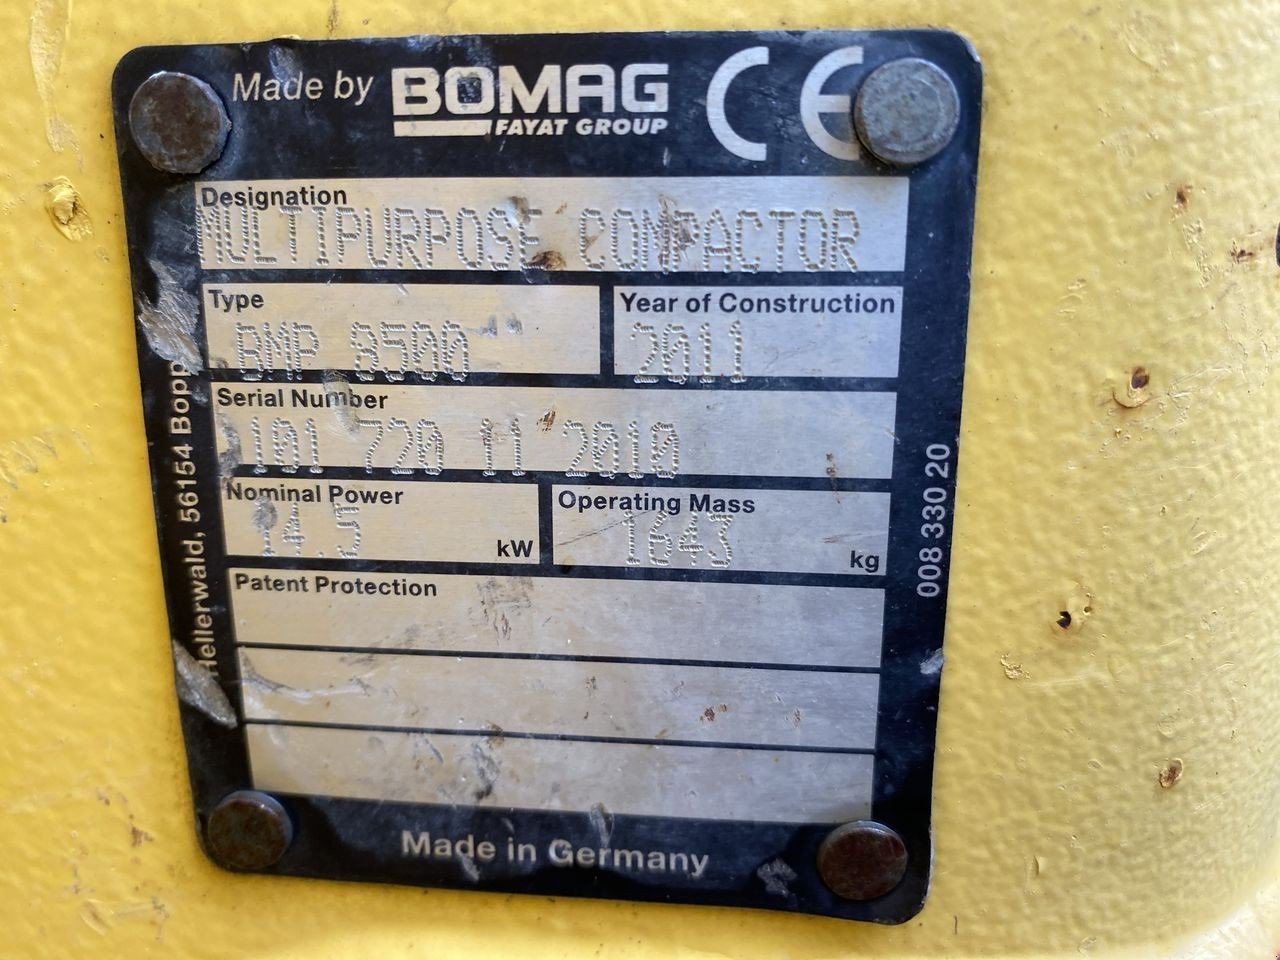 Made by BOMAG CE
FAYAT GROUP
Designation
MULTIPURPOSE COMPACTOR
Type
BMP 8500
Year of Construction
2011
Serial Number
101 720 11 2010
Nominal Power
14.5 kW
Operating Mass
1643 kg
Patent Protection
Hellerwald, 56154 Bopp
008 330 20
Made in Germany